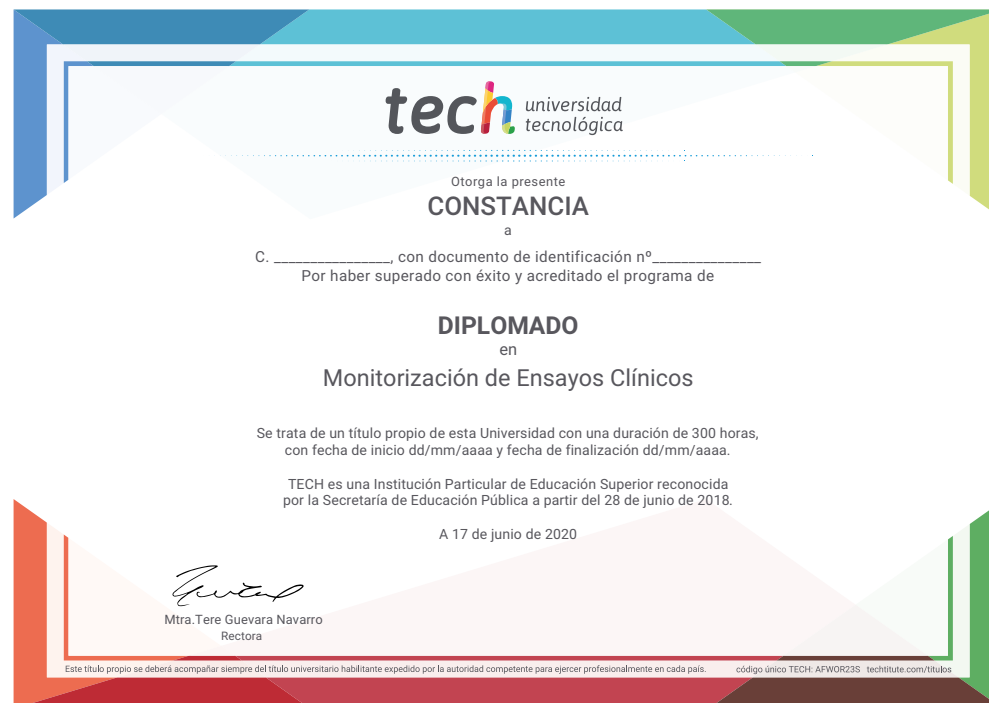 tech universidad
tecnológica
Otorga la presente
CONSTANCIA
a
C. ________________, con documento de identificación nº_______________
Por haber superado con éxito y acreditado el programa de
DIPLOMADO
en
Monitorización de Ensayos Clínicos
Se trata de un título propio de esta Universidad con una duración de 300 horas,
con fecha de inicio dd/mm/aaaa y fecha de finalización dd/mm/aaaa.
TECH es una Institución Particular de Educación Superior reconocida
por la Secretaría de Educación Pública a partir del 28 de junio de 2018.
A 17 de junio de 2020
Mtra.Tere Guevara Navarro
Rectora
Este título propio se deberá acompañar siempre del título universitario habilitante expedido por la autoridad competente para ejercer profesionalmente en cada país. código único TECH: AFWOR23S techtitute.com/titulos